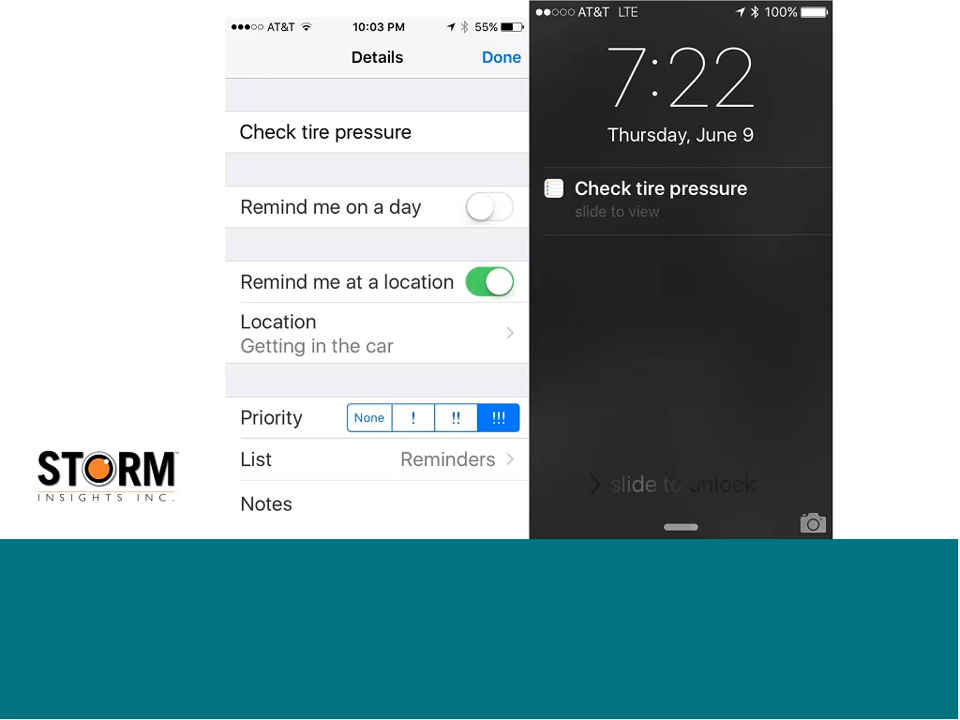 AT&T 10:03 PM 55%
Details Done
Check tire pressure
Remind me on a day
Remind me at a location
Location
Getting in the car
Priority None ! !! !!!
List Reminders
Notes
AT&T LTE 100%
7:22
Thursday, June 9
Check tire pressure
slide to view
slide to unlock
STORM
INSIGHTS INC.